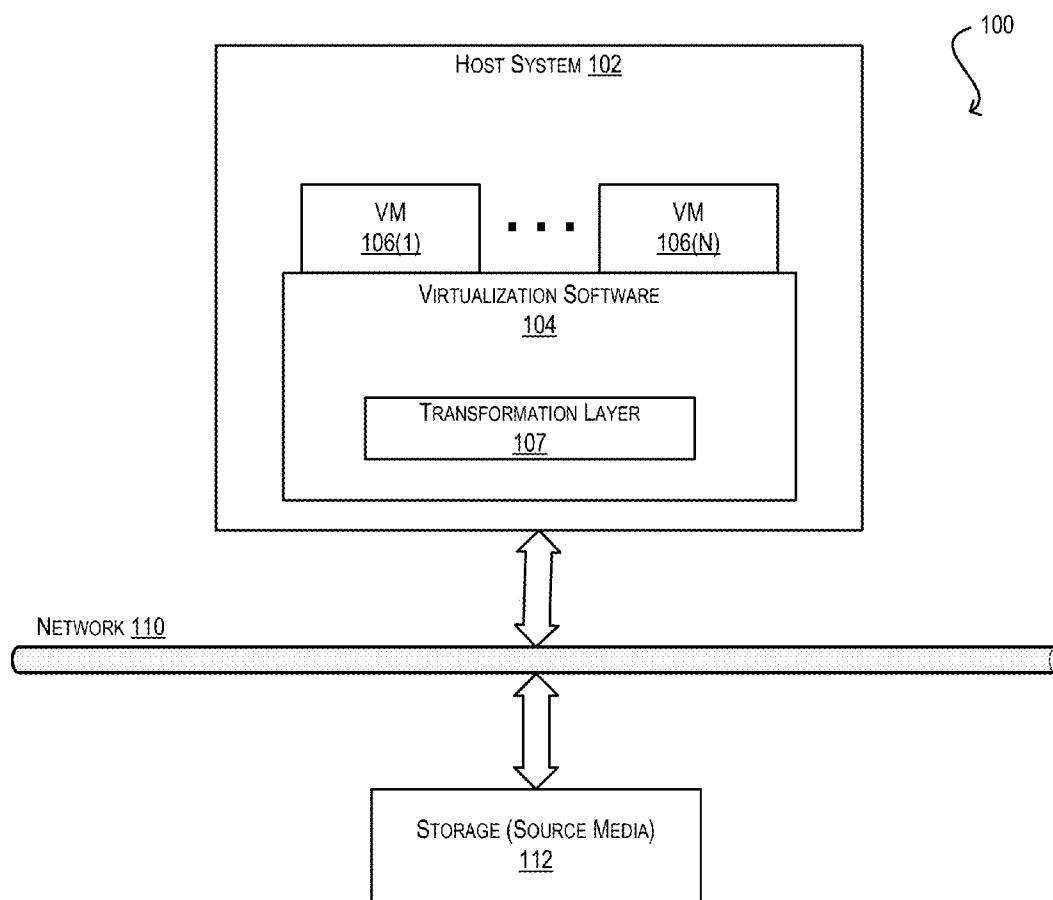 100
HOST SYSTEM 102
VM VM
106(1) 106(N)
VIRTUALIZATION SOFTWARE
104
TRANSFORMATION LAYER
107
NETWORK 110
STORAGE (SOURCE MEDIA)
112